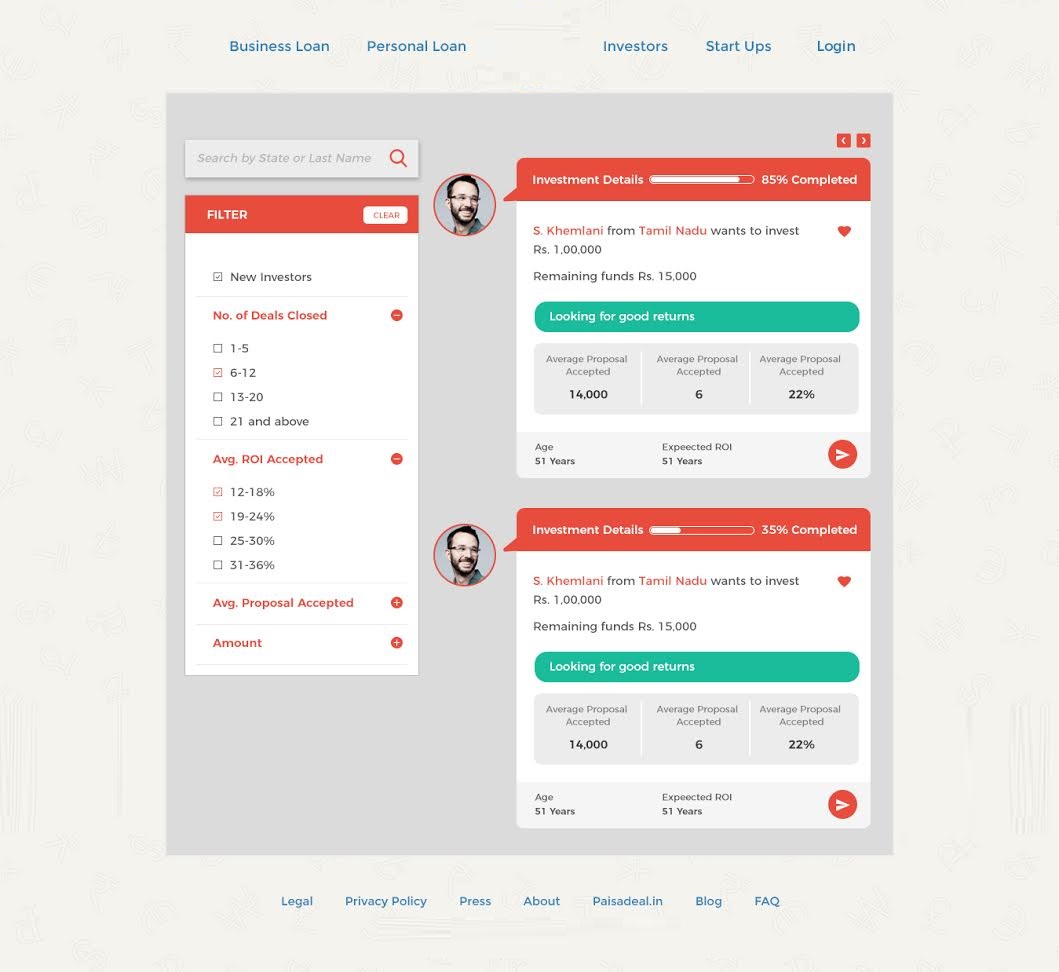 Business Loan Personal Loan Investors Start Ups Login
Search by State or Last Name
FILTER CLEAR
New Investors
No. of Deals Closed
1-5
6-12
13-20
21 and above
Avg. ROI Accepted
12-18%
19-24%
25-30%
31-36%
Avg. Proposal Accepted
Amount
Investment Details 85% Completed
S. Khemlani from Tamil Nadu wants to invest
Rs. 1,00,000
Remaining funds Rs. 15,000
Looking for good returns
Average Proposal Average Proposal Average Proposal
Accepted Accepted Accepted
14,000 6 22%
Age Expeected ROI
51 Years 51 Years
Investment Details 35% Completed
S. Khemlani from Tamil Nadu wants to invest
Rs. 1,00,000
Remaining funds Rs. 15,000
Looking for good returns
Average Proposal Average Proposal Average Proposal
Accepted Accepted Accepted
14,000 6 22%
Age Expeected ROI
51 Years 51 Years
Legal Privacy Policy Press About Paisadeal.in Blog FAQ